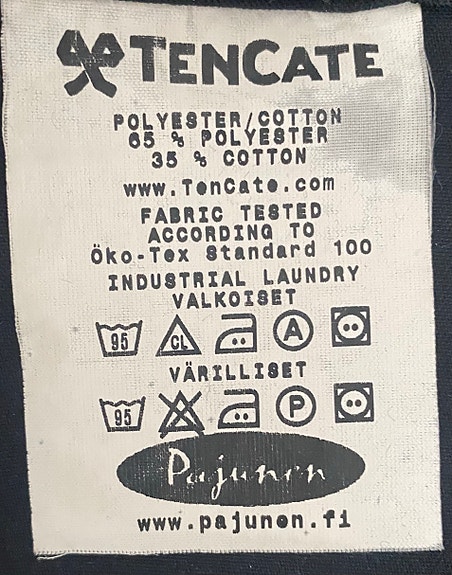 TENCATE
POLYESTER/COTTON
65 % POLYESTER
35 % COTTON
www.TenCate.com
FABRIC TESTED
ACCORDING TO
Öko-Tex Standard 100
INDUSTRIAL LAUNDRY
VALKOISET
95 CL A
VÄRILLISET
95 P
Pajunen
www.pajunen.fi